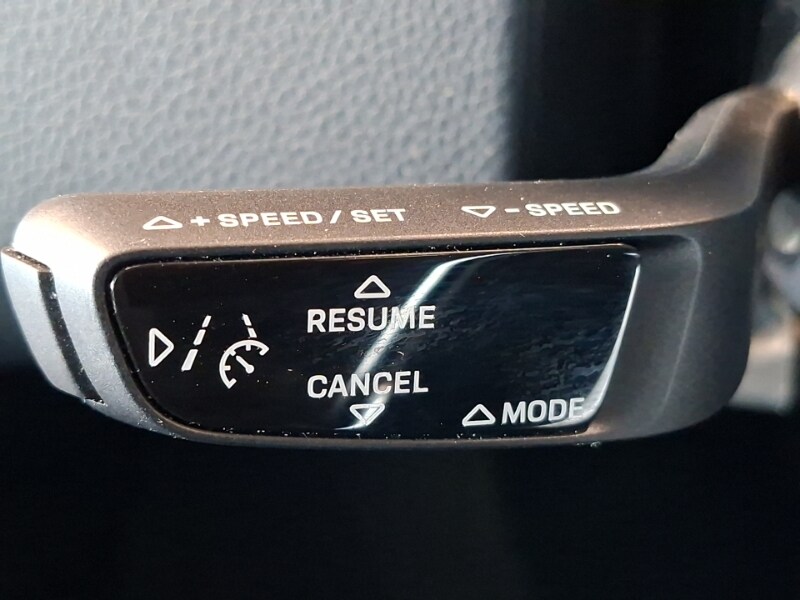 + SPEED / SET
- SPEED
RESUME
CANCEL
MODE